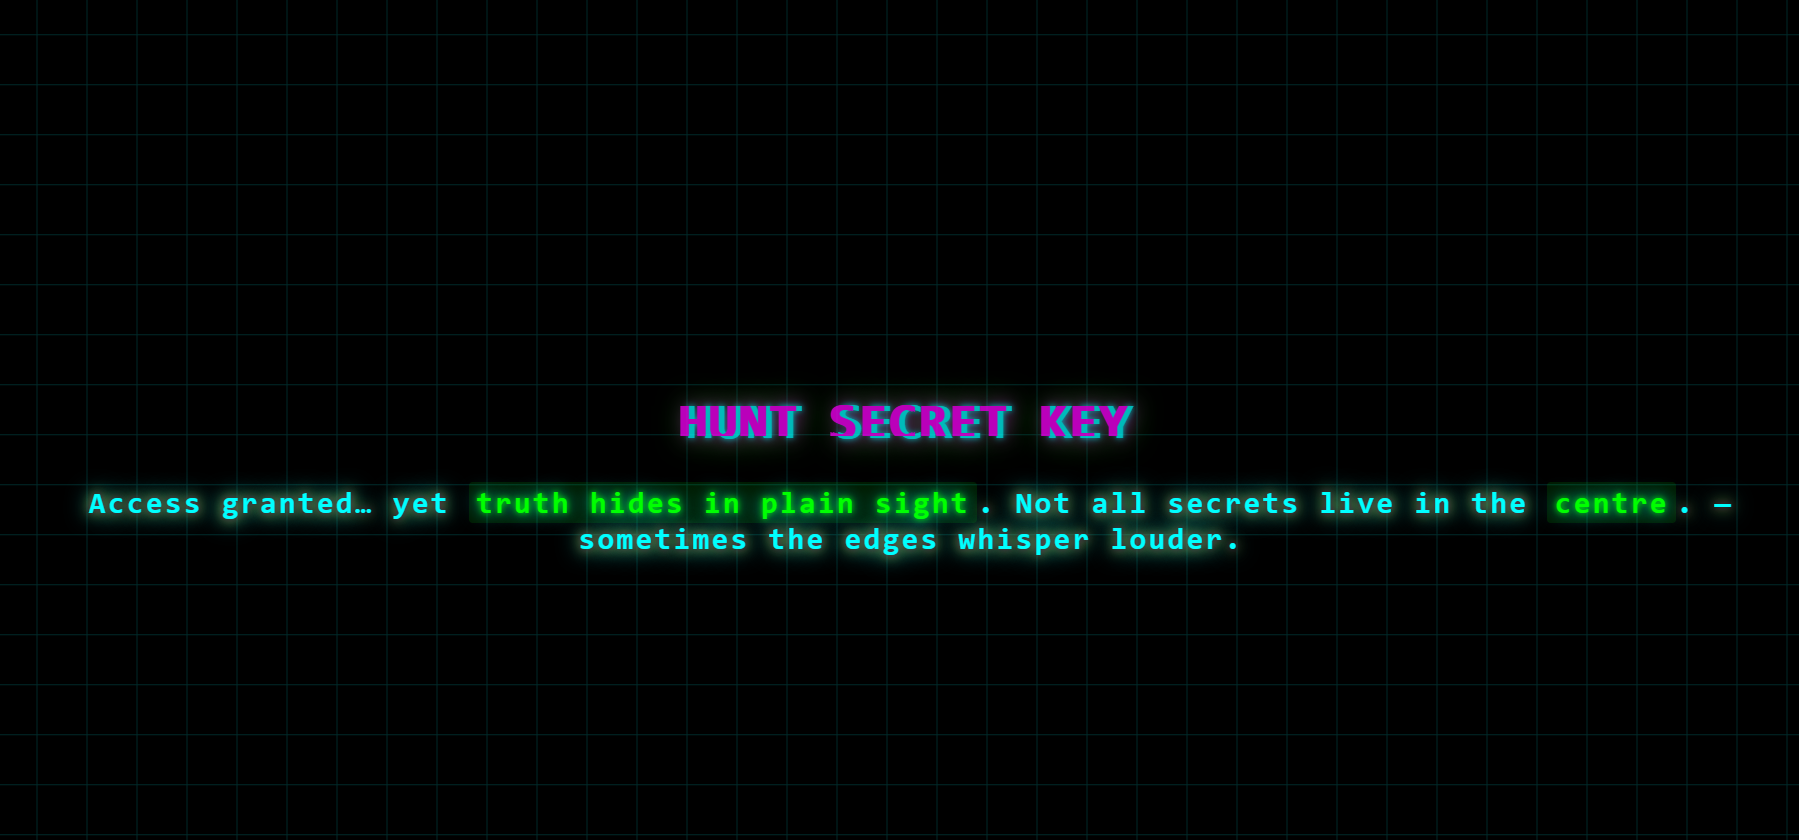 HUNT SECRET KEY
Access granted… yet truth hides in plain sight. Not all secrets live in the centre. —
sometimes the edges whisper louder.